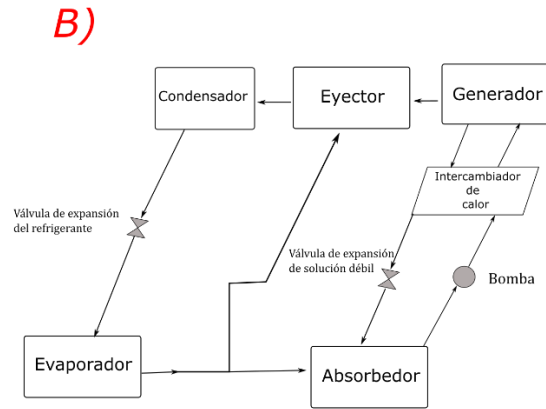 B)
Condensador
Eyector
Generador
Intercambiador
de
calor
Válvula de expansión
del refrigerante
Válvula de expansión
de solución débil
Bomba
Evaporador
Absorbedor